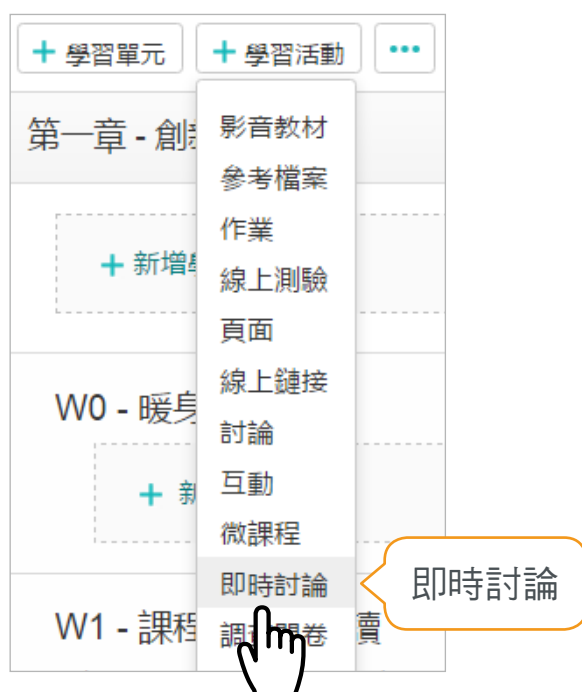 + 學習單元 + 學習活動 •••
第一章 - 創
影音教材
參考檔案
作業
+ 新增
線上測驗
頁面
線上鏈接
W0 - 暖身
討論
互動
+ 新
微課程
即時討論
即時討論
W1 - 課程
調
卷